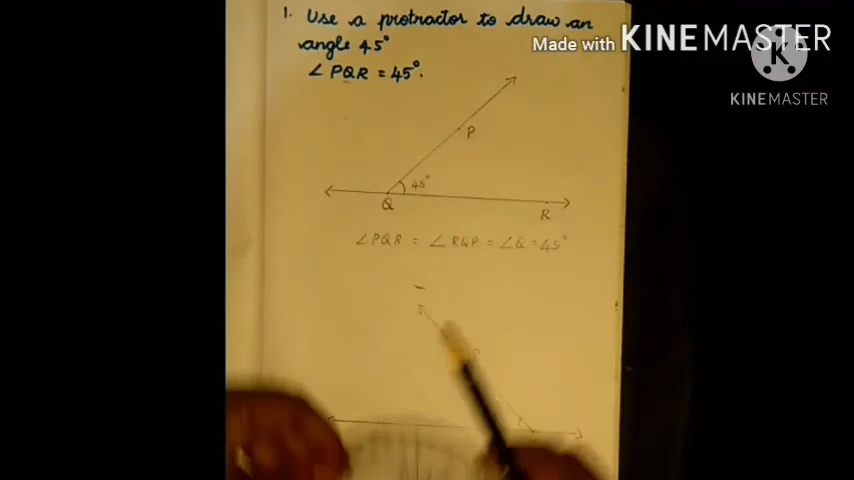 1. Use a protractor to draw an
angle 45°
∠PQR = 45°.
Made with KINEMASTER
K
KINEMASTER
P
45°
Q
R
∠PQR = ∠RQP = ∠Q = 45°